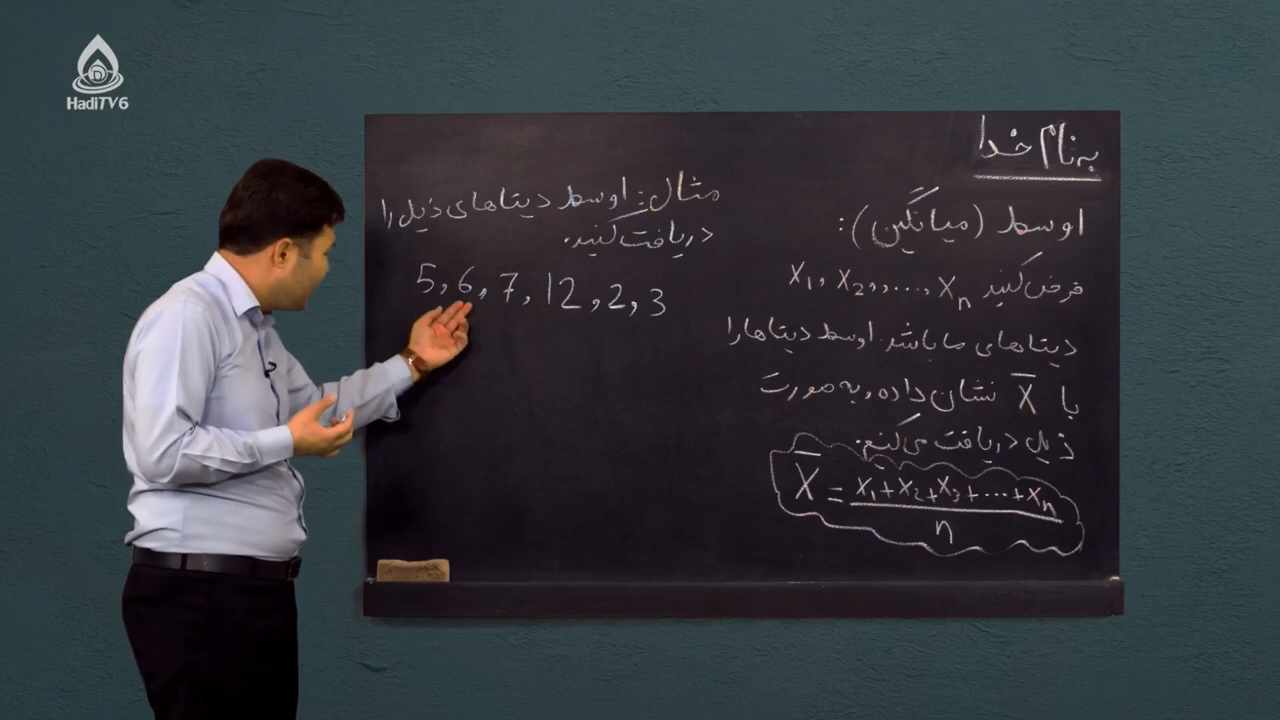 به نام خدا
اوسط (میانگین):
فرض کنید x₁, x₂, ..., xₙ
دیتاهای ما باشد. اوسط دیتاها را
با X̅ نشان داده و به صورت
ذیل دریافت می‌کنیم.
X̅ = (x₁+x₂+x₃+...+xₙ)/n
مثال: اوسط دیتاهای ذیل را
دریافت کنید.
5, 6, 7, 12, 2, 3
HadiTV6